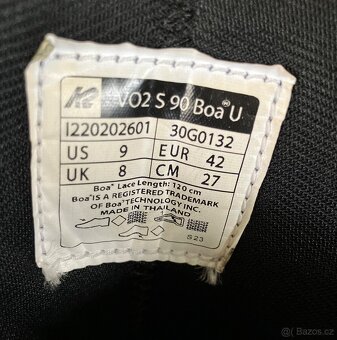 K2 VO2 S 90 Boa® U
I220202601 30G0132
US 9 EUR 42
UK 8 CM 27
Boa® Lace Length: 120 cm
Boa® IS A REGISTERED TRADEMARK
OF Boa® TECHNOLOGY INC.
MADE IN THAILAND
S23
© Bazos.cz